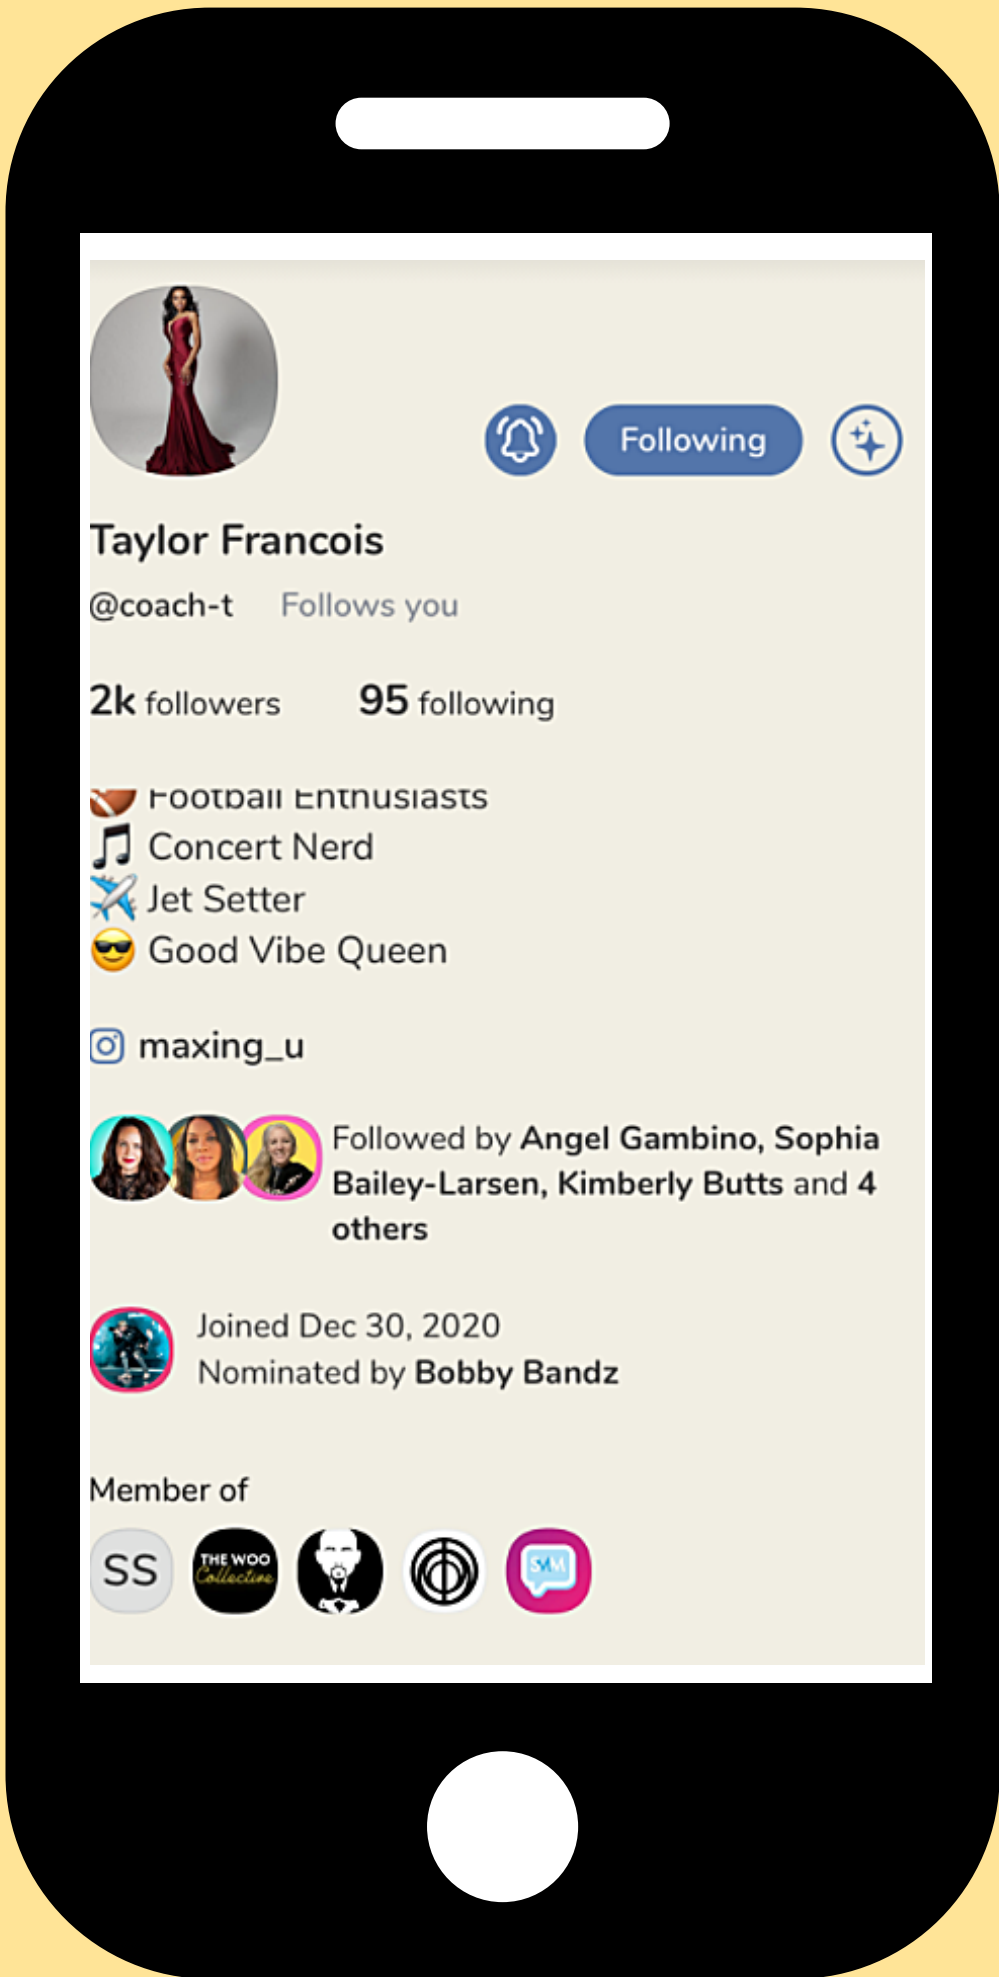 Following
Taylor Francois
@coach-t Follows you
2k followers 95 following
Football Enthusiasts
Concert Nerd
Jet Setter
Good Vibe Queen
maxing_u
Followed by Angel Gambino, Sophia
Bailey-Larsen, Kimberly Butts and 4
others
Joined Dec 30, 2020
Nominated by Bobby Bandz
Member of
SS
THE WOO
Collective
SAM